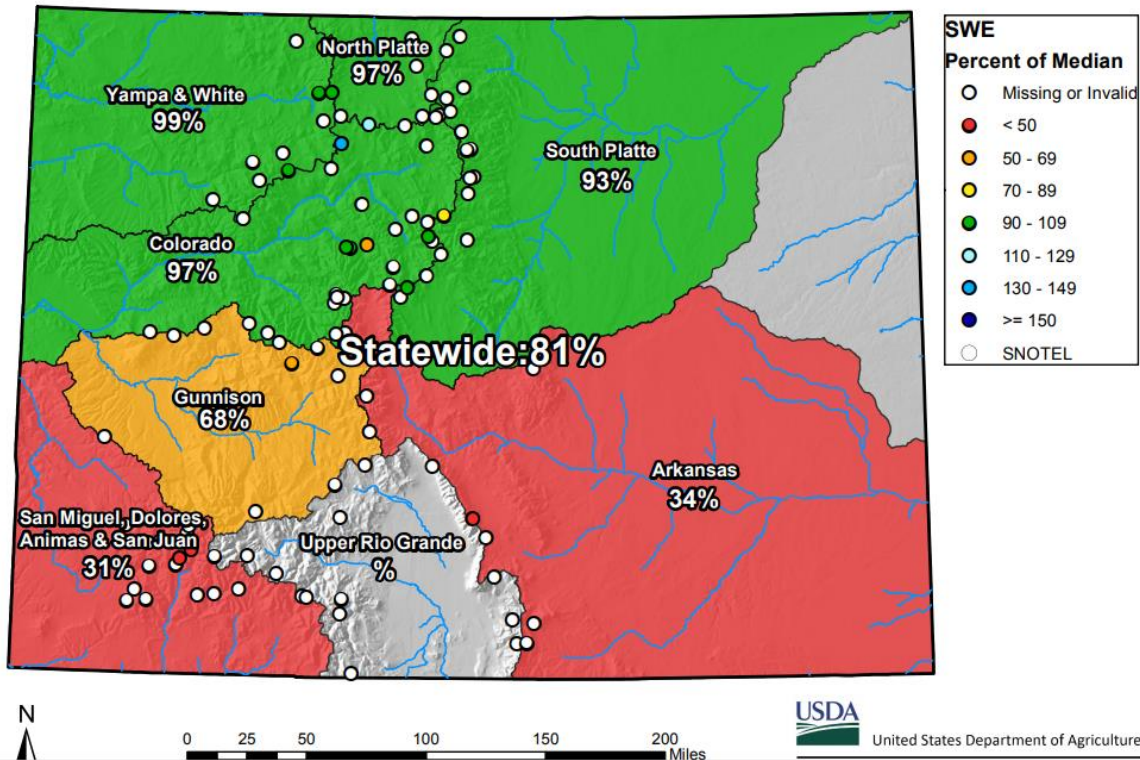 North Platte
97%
Yampa & White
99%
South Platte
93%
Colorado
97%
Statewide:81%
Gunnison
68%
Arkansas
34%
San Miguel, Dolores,
Animas & San Juan
31%
Upper Rio Grande
%
SWE
Percent of Median
Missing or Invalid
< 50
50 - 69
70 - 89
90 - 109
110 - 129
130 - 149
>= 150
SNOTEL
N
0 25 50 100 150 200
Miles
USDA
United States Department of Agriculture